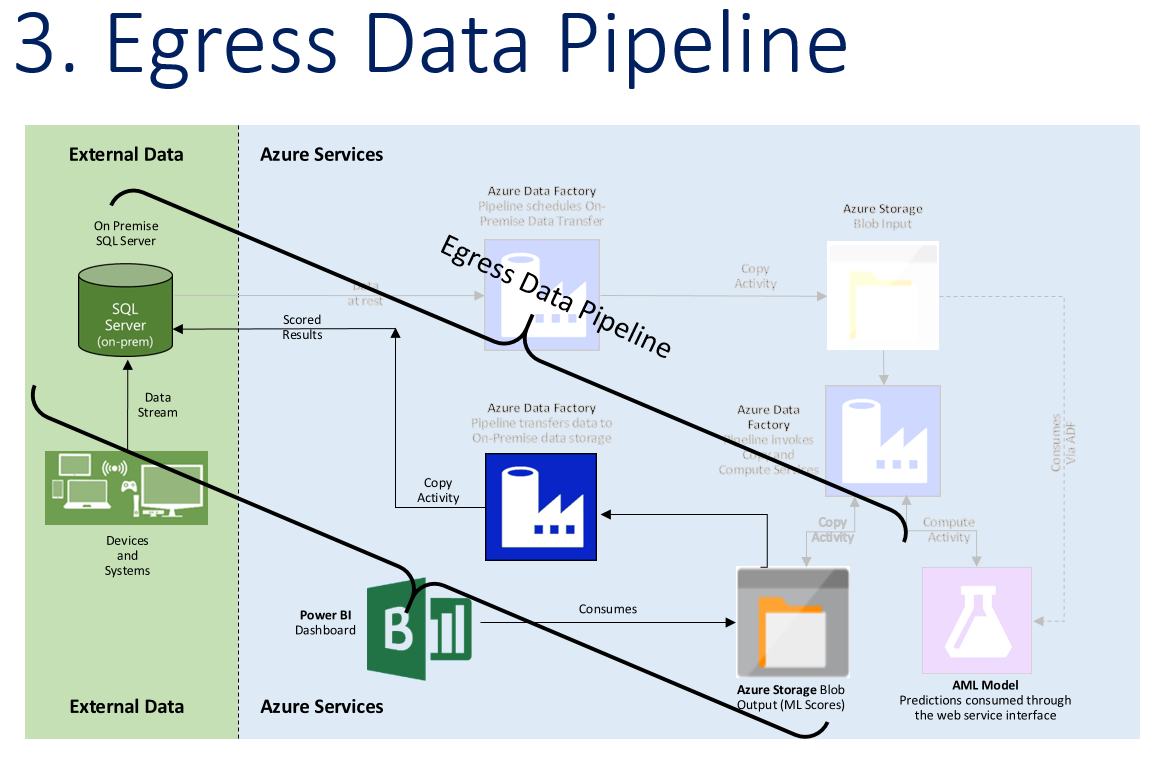 3. Egress Data Pipeline
External Data
Azure Services
On Premise
SQL Server
SQL
Server
(on-prem)
Data
at rest
Azure Data Factory
Pipeline schedules On-
Premise Data Transfer
Egress Data Pipeline
Copy
Activity
Azure Storage
Blob Input
Scored
Results
Data
Stream
Devices
and
Systems
Azure Data Factory
Pipeline transfers data to
On-Premise data storage
Copy
Activity
Azure Data
Factory
Pipeline invokes
Copy and
Compute Services
Consumes
Via ADF
Copy
Activity
Compute
Activity
Power BI
Dashboard
B
Consumes
Azure Storage Blob
Output (ML Scores)
AML Model
Predictions consumed through
the web service interface
External Data
Azure Services